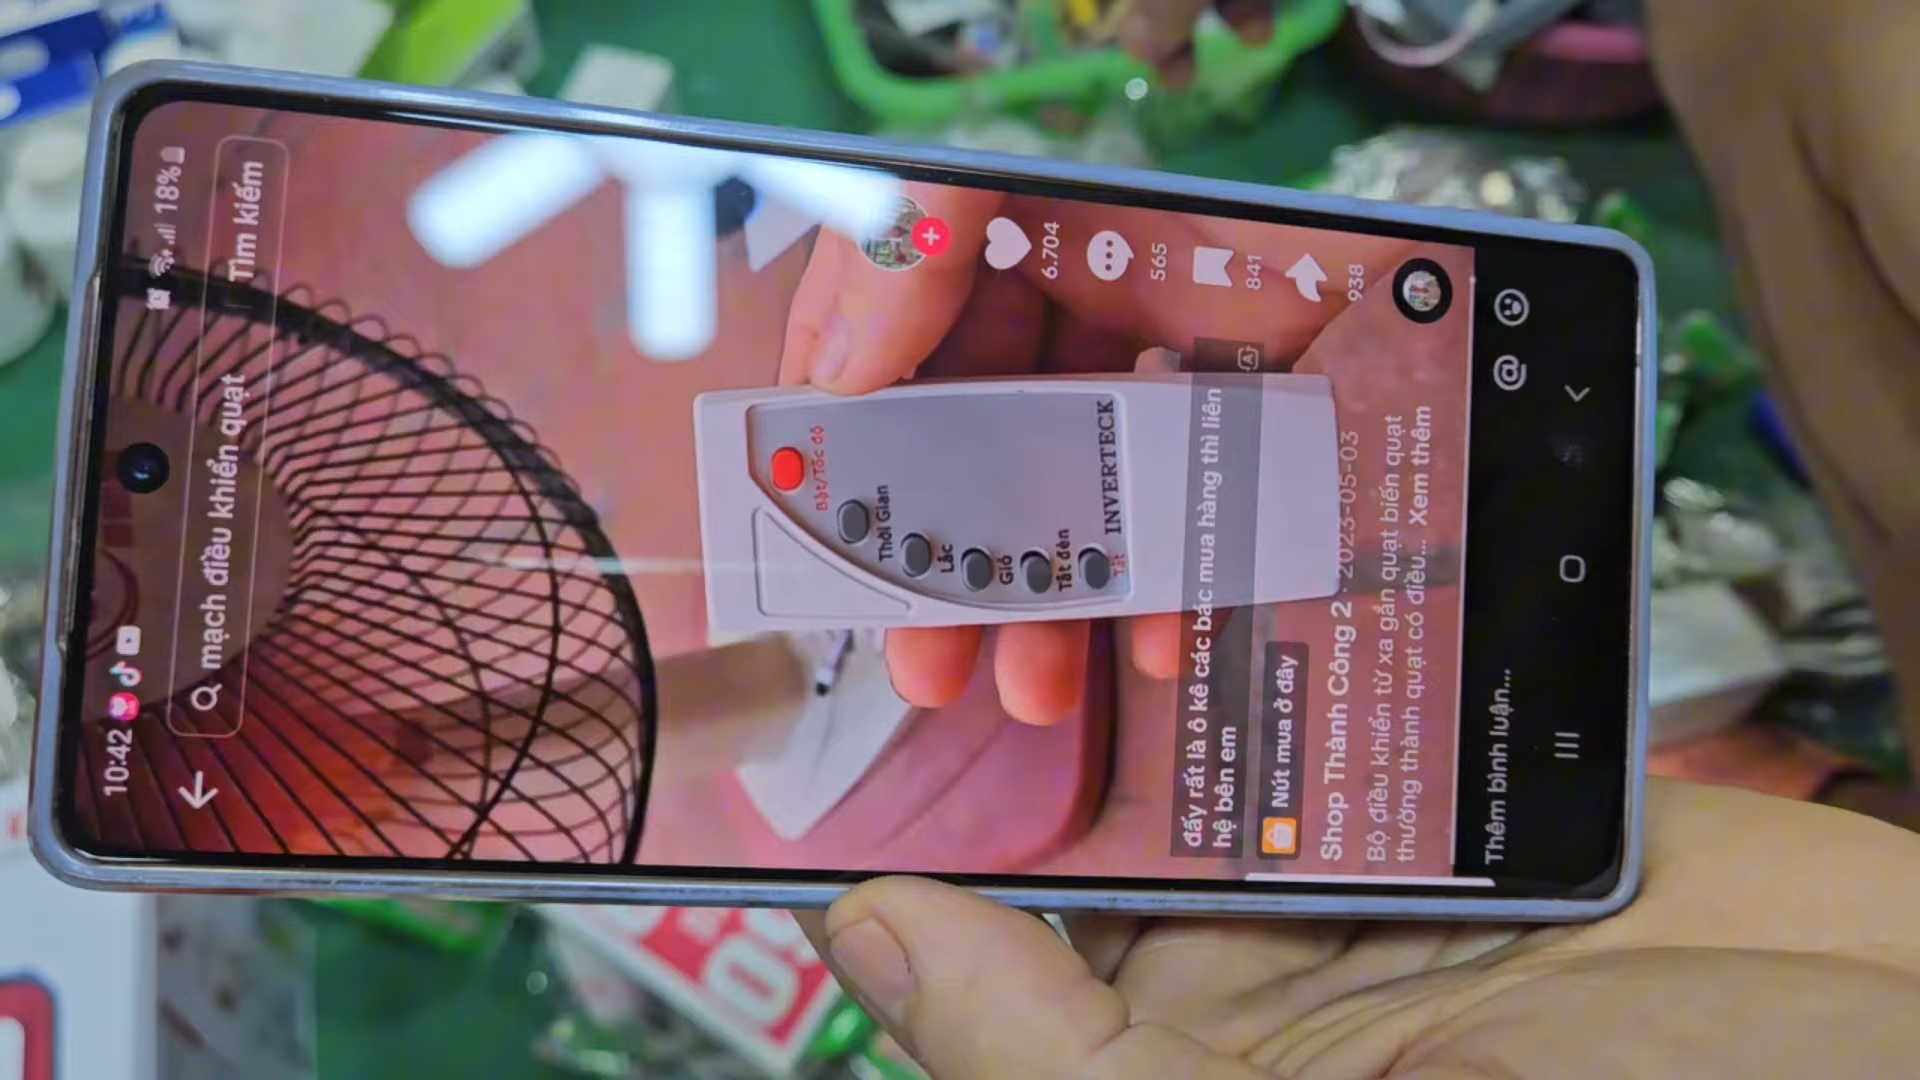 10:42
18%
mạch điều khiển quạt
Tìm kiếm
Bật/Tốc độ
Thời Gian
Lắc
Gió
Tắt đèn
Tắt
INVERTECK
6.704
565
841
938
đấy rất là ô kê các bác mua hàng thì liên
hệ bên em
Nút mua ở đây
Shop Thành Công 2 · 2023-05-03
Bộ điều khiển từ xa gắn quạt biến quạt
thường thành quạt có điều... Xem thêm
Thêm bình luận...
@